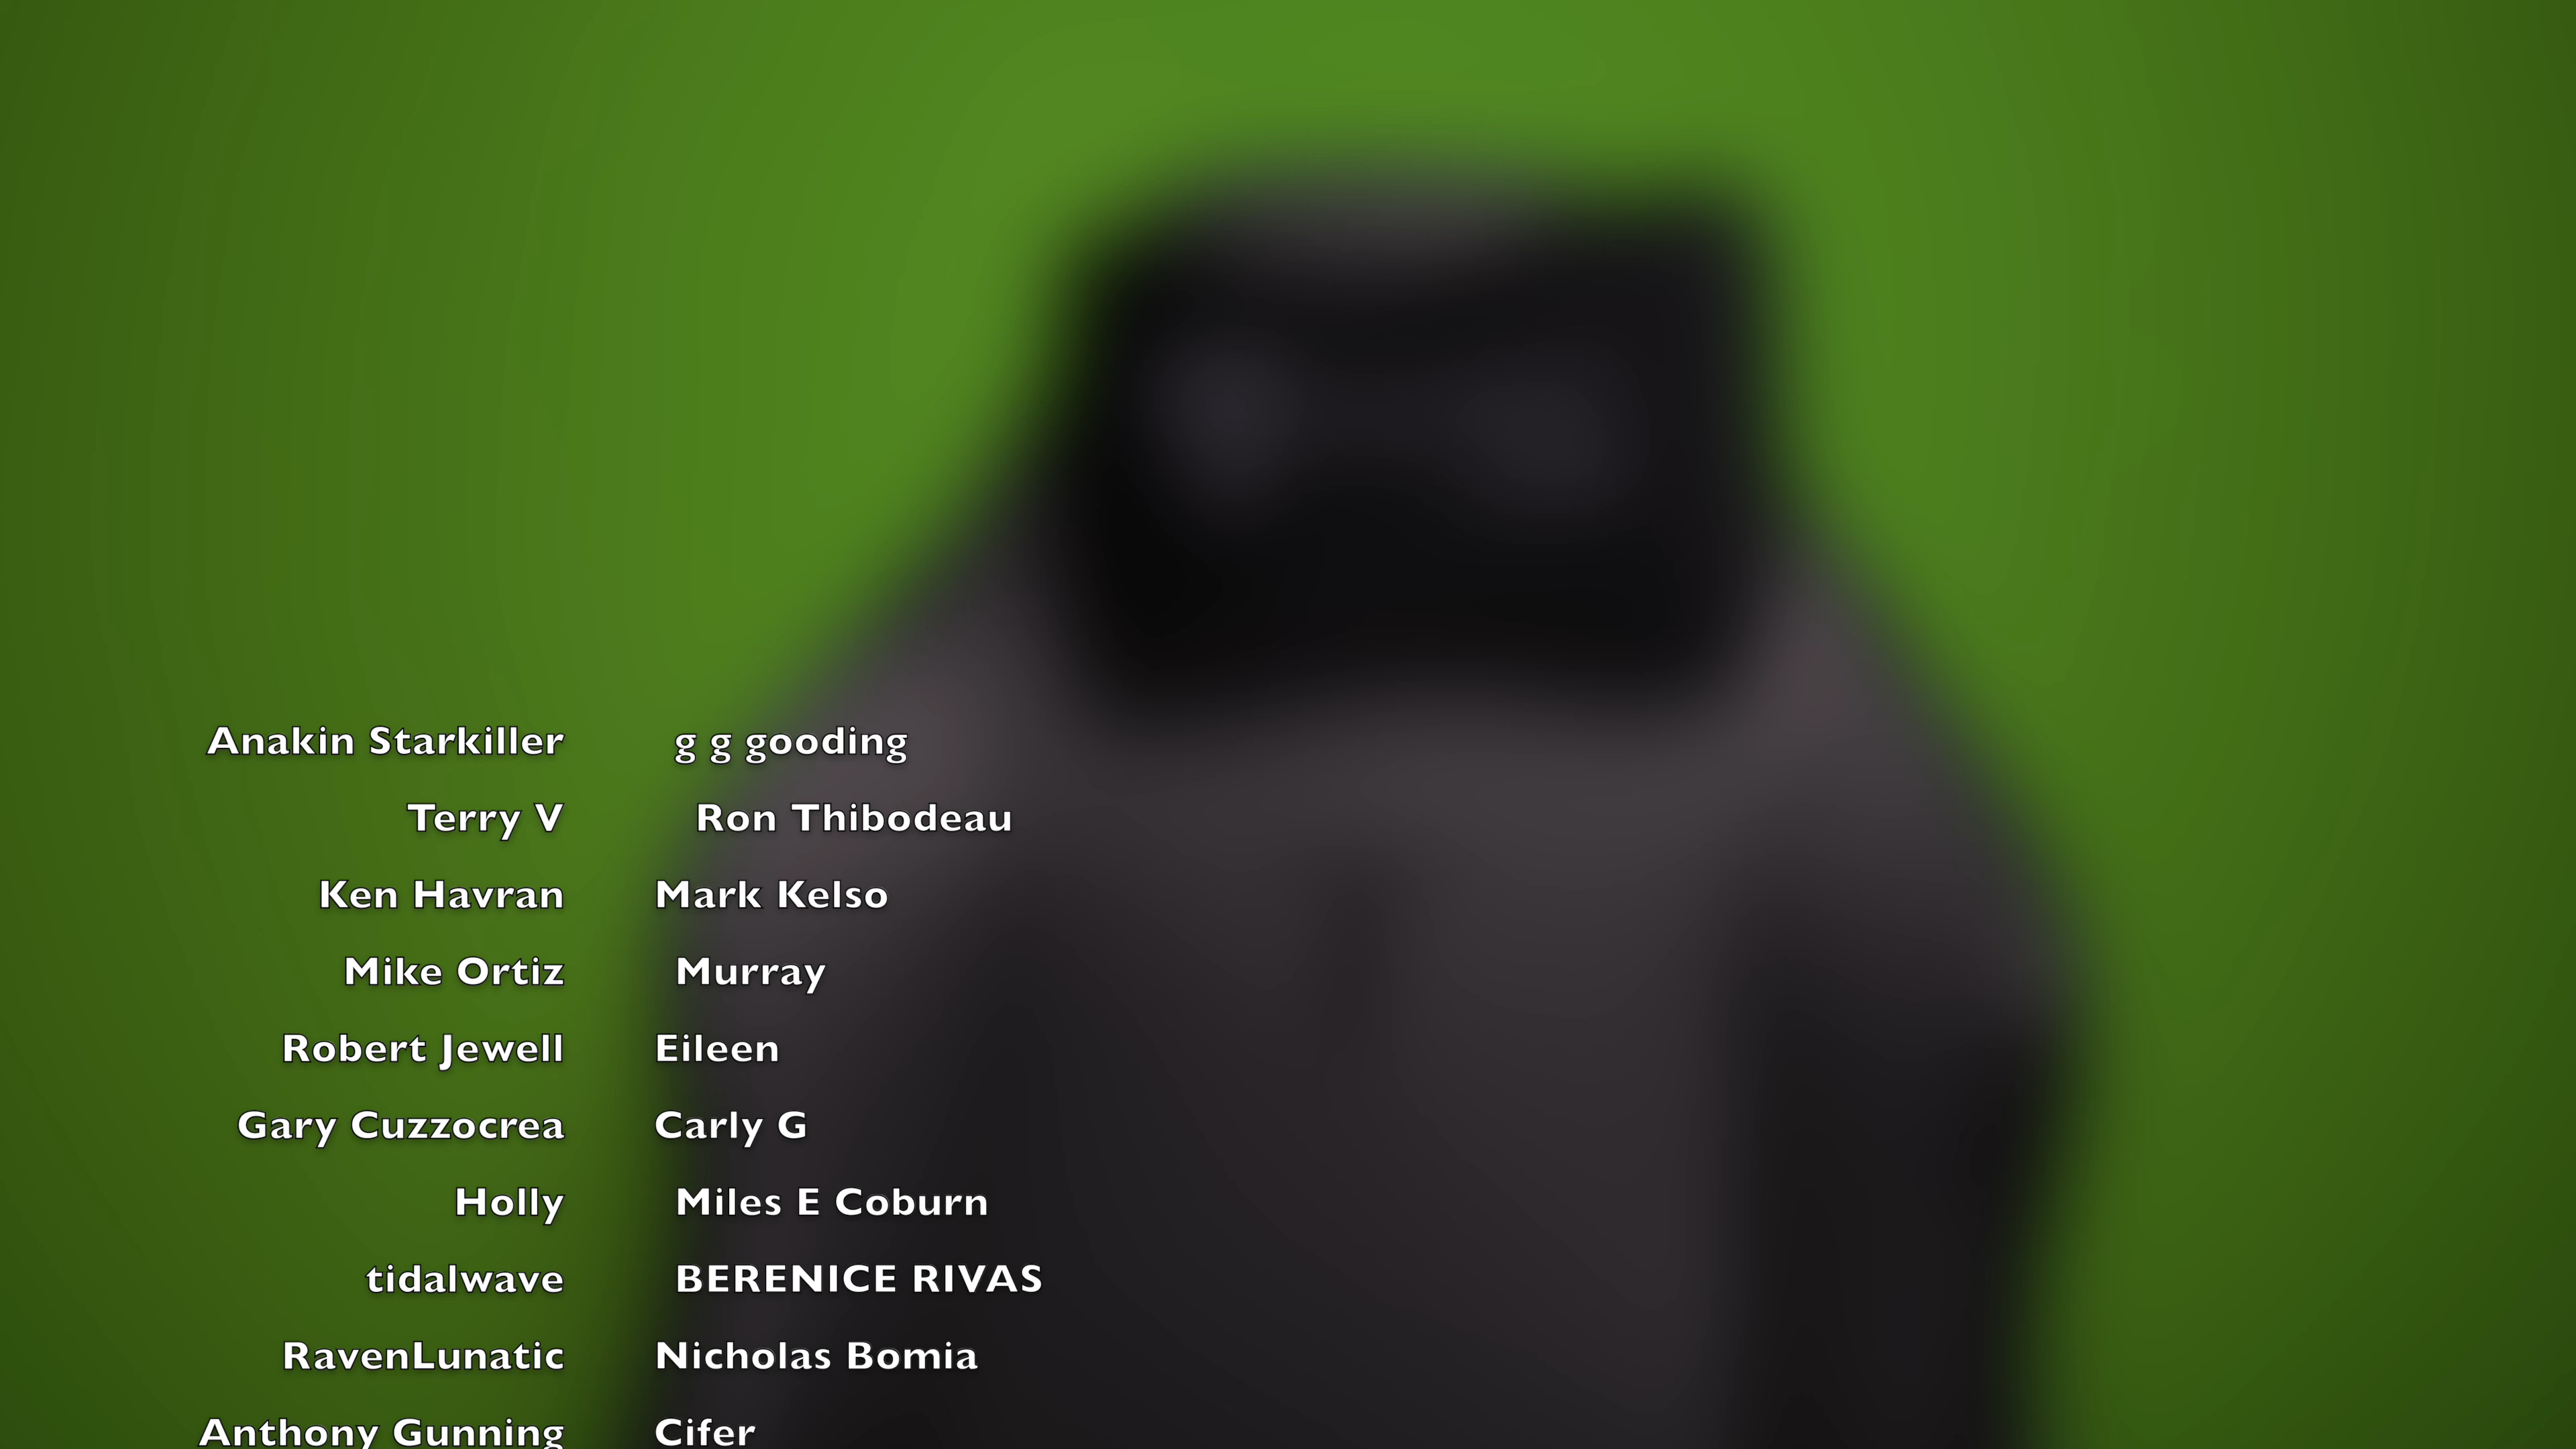 Anakin Starkiller g g gooding
Terry V Ron Thibodeau
Ken Havran Mark Kelso
Mike Ortiz Murray
Robert Jewell Eileen
Gary Cuzzocrea Carly G
Holly Miles E Coburn
tidalwave BERENICE RIVAS
RavenLunatic Nicholas Bomia
Anthony Gunning Cifer